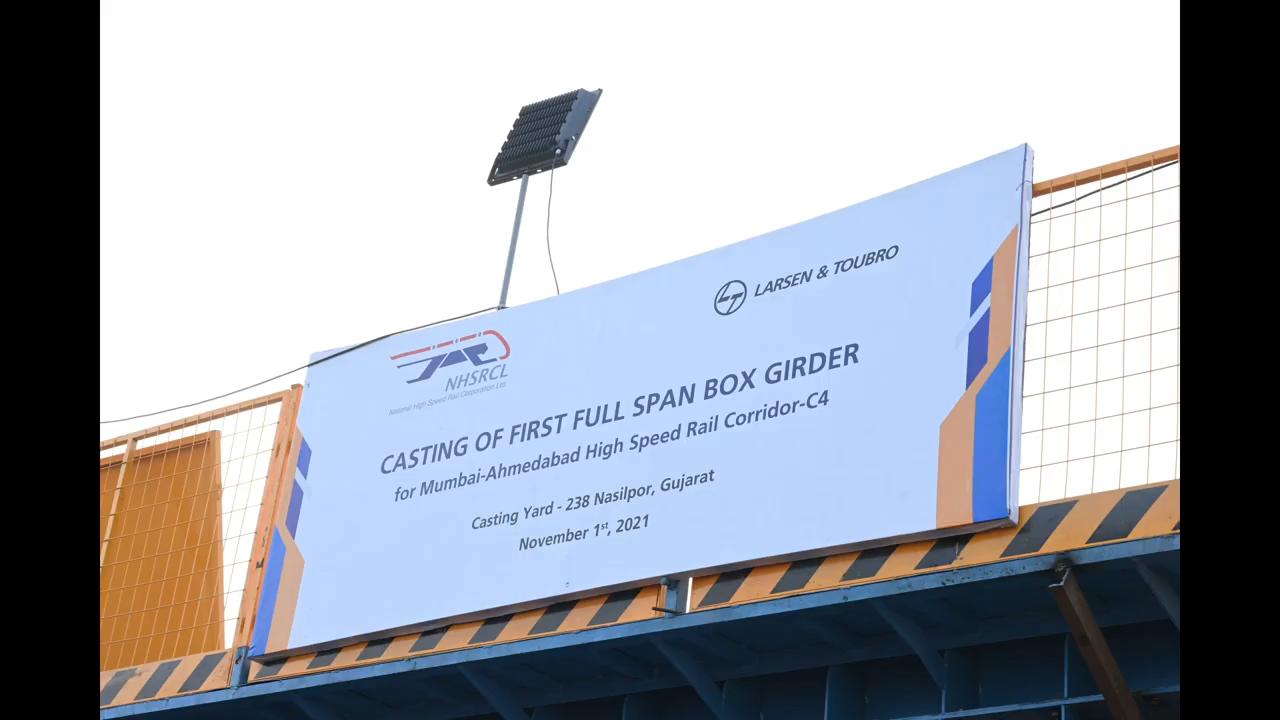 LARSEN & TOUBRO
NHSRCL
National High Speed Rail Corporation Ltd.
CASTING OF FIRST FULL SPAN BOX GIRDER
for Mumbai-Ahmedabad High Speed Rail Corridor-C4
Casting Yard - 238 Nasilpor, Gujarat
November 1st, 2021